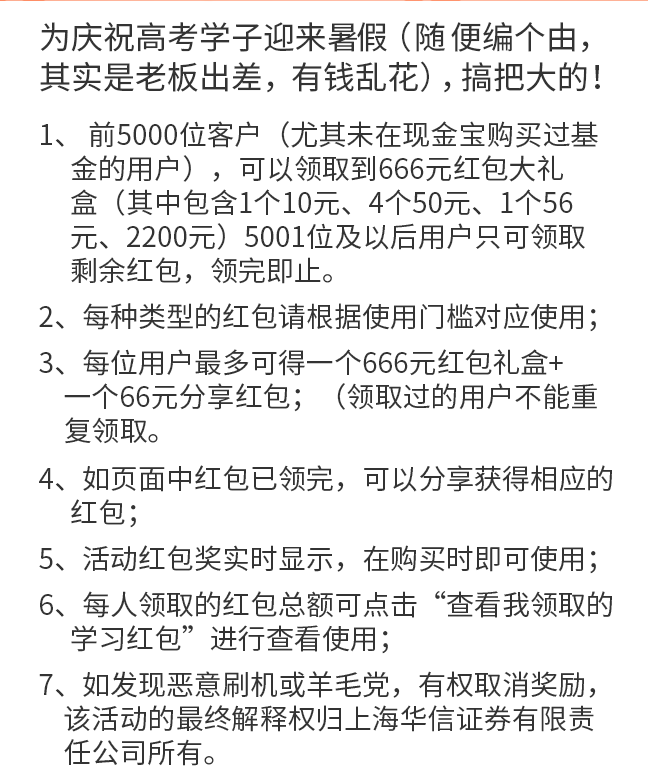 为庆祝高考学子迎来暑假（随便编个由，
其实是老板出差，有钱乱花），搞把大的！
1、 前5000位客户（尤其未在现金宝购买过基
金的用户），可以领取到666元红包大礼
盒（其中包含1个10元、4个50元、1个56
元、2200元）5001位及以后用户只可领取
剩余红包，领完即止。
2、每种类型的红包请根据使用门槛对应使用；
3、每位用户最多可得一个666元红包礼盒+
一个66元分享红包；（领取过的用户不能重
复领取。
4、如页面中红包已领完，可以分享获得相应的
红包；
5、活动红包奖实时显示，在购买时即可使用；
6、每人领取的红包总额可点击“查看我领取的
学习红包”进行查看使用；
7、如发现恶意刷机或羊毛党，有权取消奖励，
该活动的最终解释权归上海华信证券有限责
任公司所有。